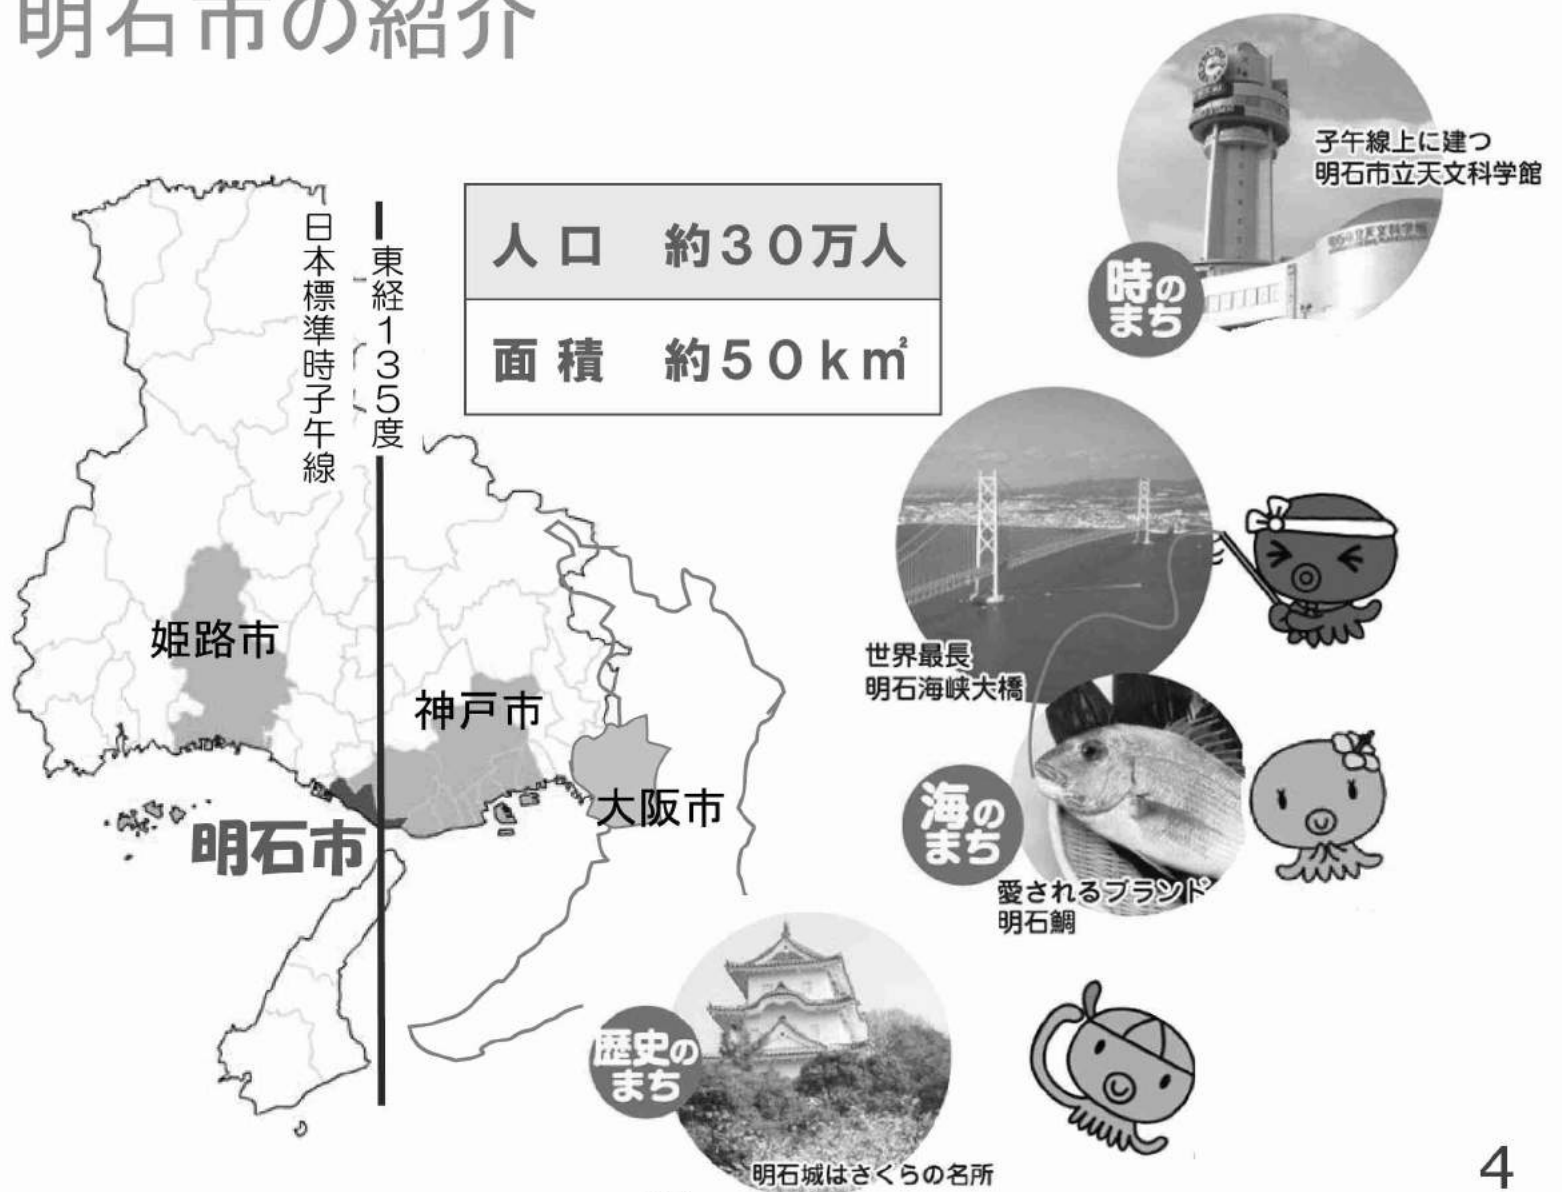 明石市の紹介
日本標準時子午線
東経135度
人口 約30万人
面積 約50k㎡
姫路市
神戸市
大阪市
明石市
子午線上に建つ
明石市立天文科学館
時の
まち
世界最長
明石海峡大橋
海の
まち
愛されるブランド
明石鯛
歴史の
まち
明石城はさくらの名所
4